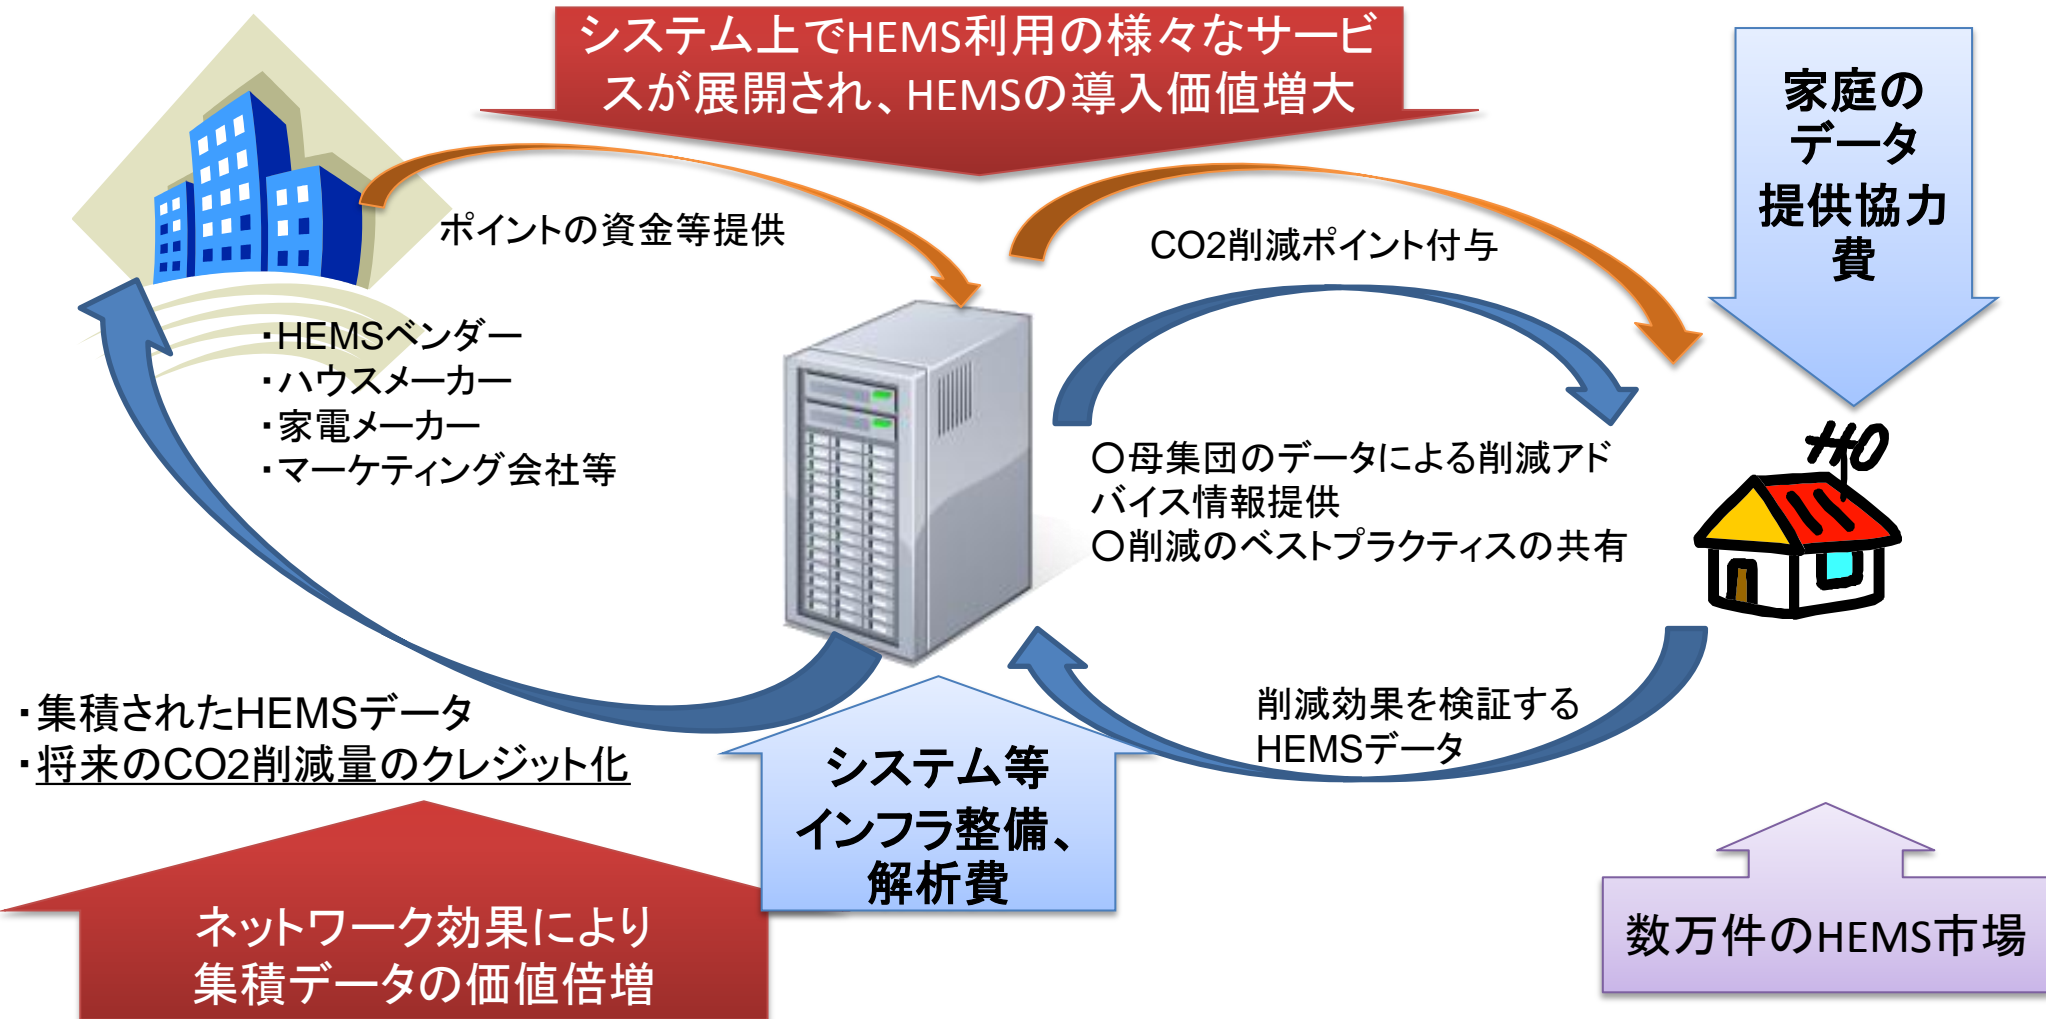 システム上でHEMS利用の様々なサービ
スが展開され、HEMSの導入価値増大
家庭の
データ
提供協力
費
ポイントの資金等提供
CO2削減ポイント付与
・HEMSベンダー
・ハウスメーカー
・家電メーカー
・マーケティング会社等
〇母集団のデータによる削減アド
バイス情報提供
〇削減のベストプラクティスの共有
・集積されたHEMSデータ
・将来のCO2削減量のクレジット化
削減効果を検証する
HEMSデータ
システム等
インフラ整備、
解析費
ネットワーク効果により
集積データの価値倍増
数万件のHEMS市場